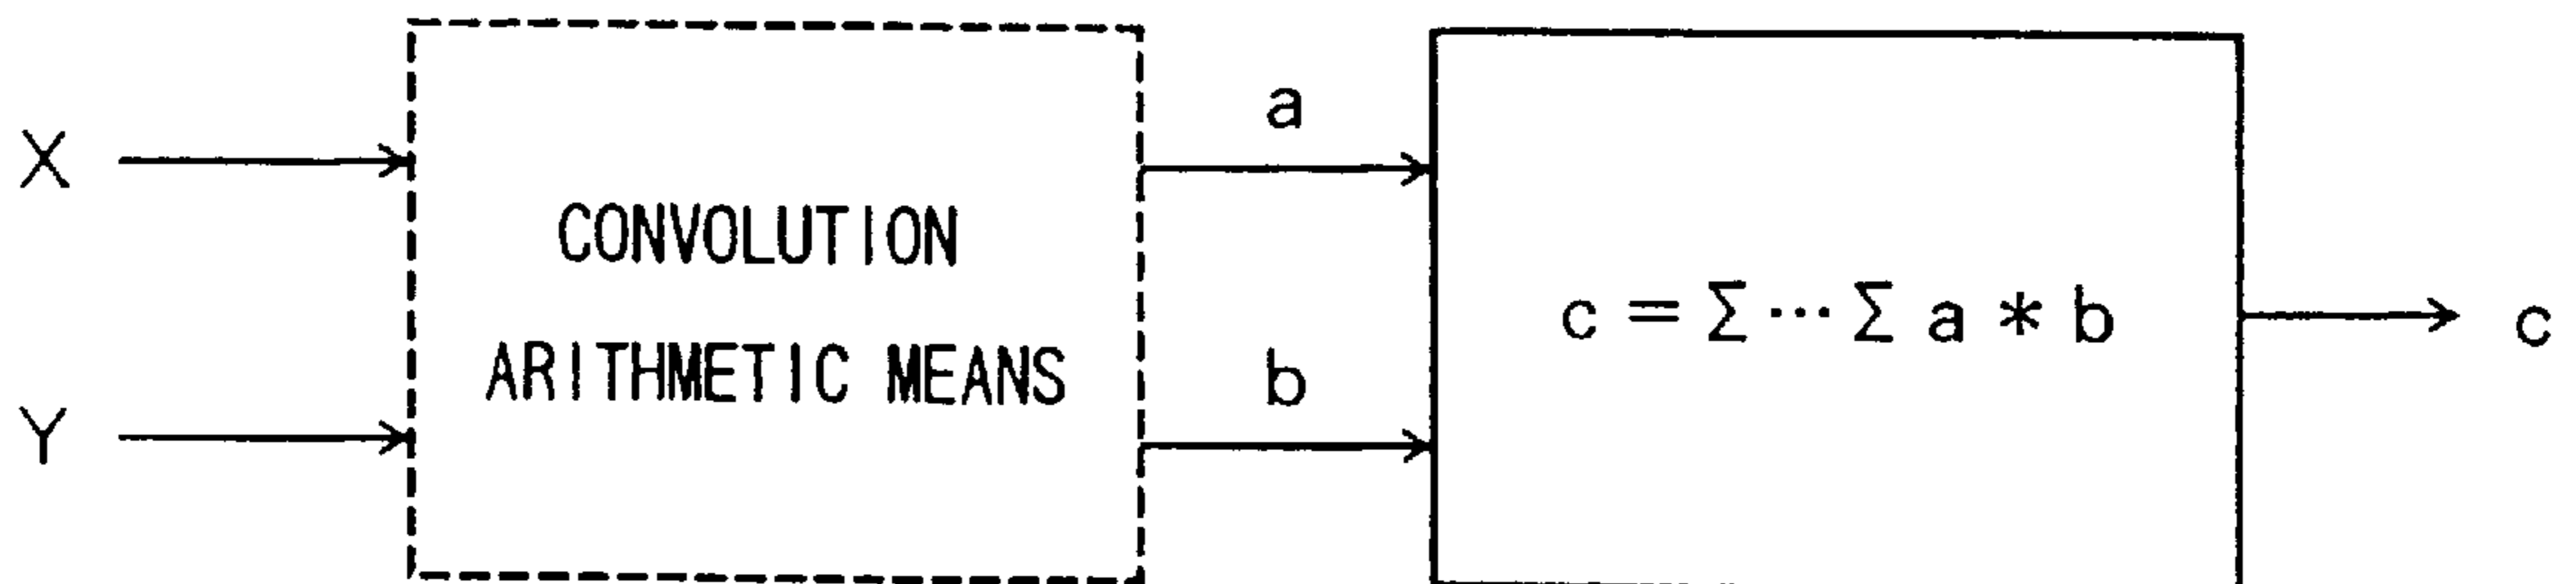 X
Y
CONVOLUTION
ARITHMETIC MEANS
a
b
c = Σ ⋯ Σ a * b
c